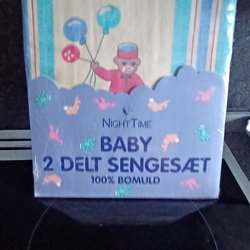 NIGHTTIME
BABY
2 DELT SENGESÆT
100% BOMULD